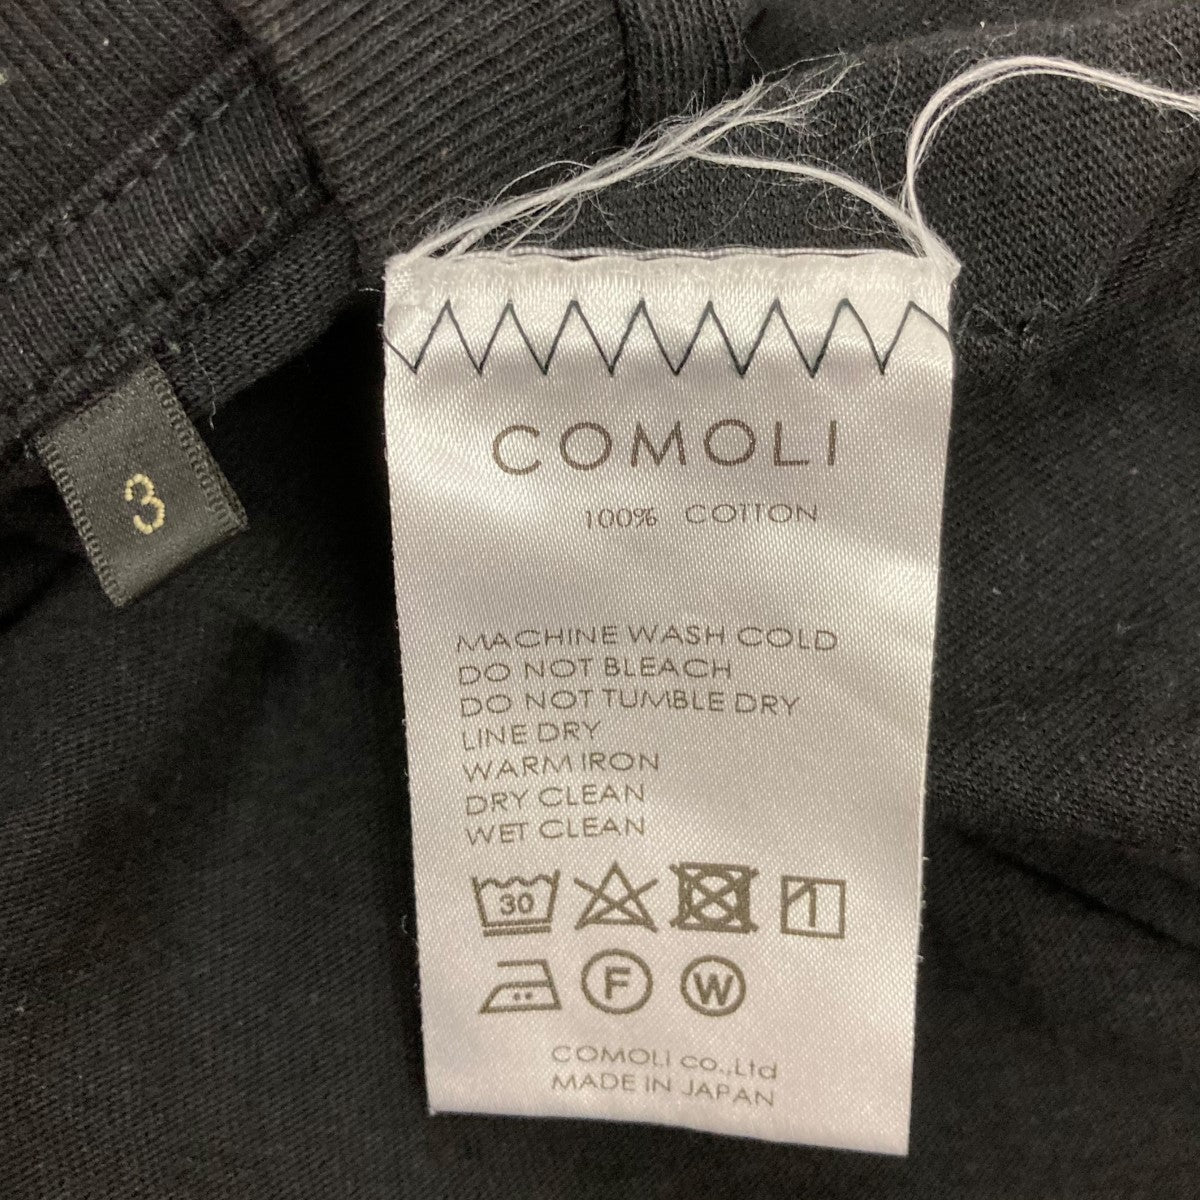 3
COMOLI
100% COTTON
MACHINE WASH COLD
DO NOT BLEACH
DO NOT TUMBLE DRY
LINE DRY
WARM IRON
DRY CLEAN
WET CLEAN
30
F W
COMOLI co.,Ltd
MADE IN JAPAN